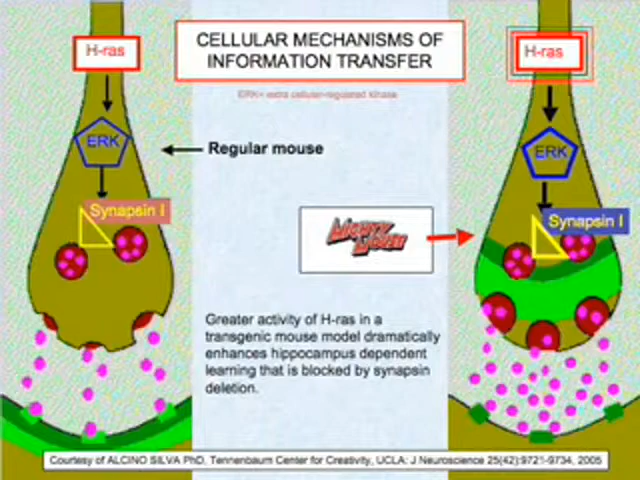 H-ras
CELLULAR MECHANISMS OF
INFORMATION TRANSFER
H-ras
ERK= extra cellular-regulated kinase
ERK
Regular mouse
ERK
Synapsin I
Synapsin I
MIGHTY
MOUSE
Greater activity of H-ras in a
transgenic mouse model dramatically
enhances hippocampus dependent
learning that is blocked by synapsin
deletion.
Courtesy of ALCINO SILVA PhD, Tennenbaum Center for Creativity, UCLA: J Neuroscience 25(42):9721-9734, 2005